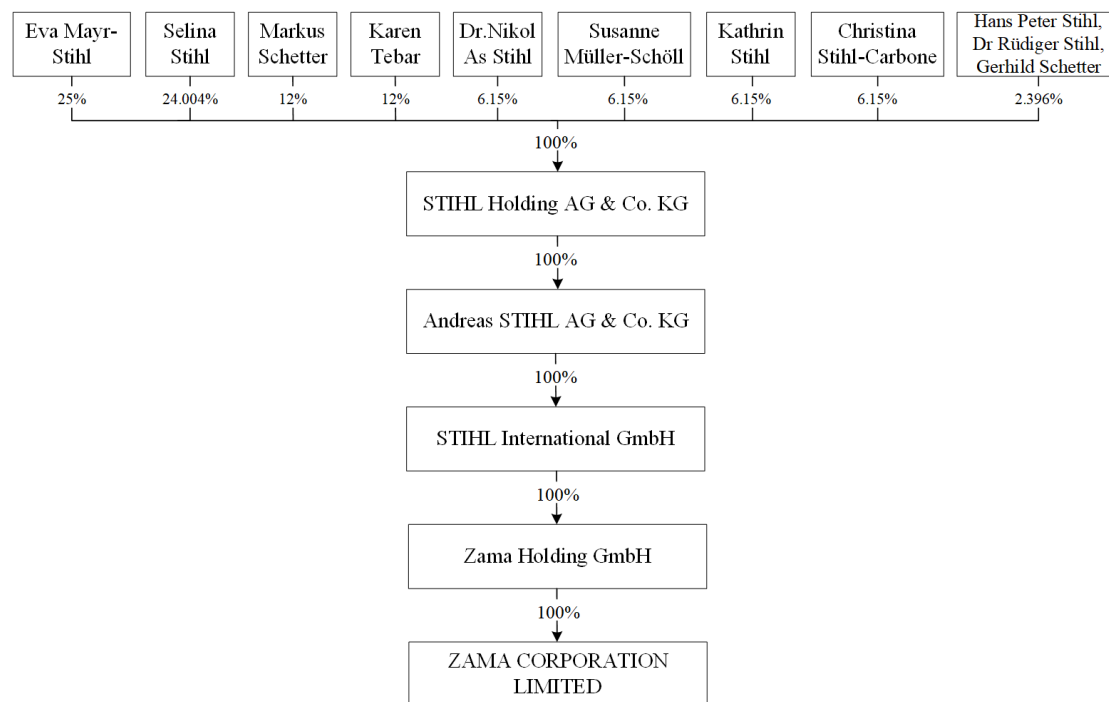 Eva Mayr-
Stihl
Selina
Stihl
Markus
Schetter
Karen
Tebar
Dr.Nikol
As Stihl
Susanne
Müller-Schöll
Kathrin
Stihl
Christina
Stihl-Carbone
Hans Peter Stihl,
Dr Rüdiger Stihl,
Gerhild Schetter
25%
24.004%
12%
12%
6.15%
6.15%
6.15%
6.15%
2.396%
100%
STIHL Holding AG & Co. KG
100%
Andreas STIHL AG & Co. KG
100%
STIHL International GmbH
100%
Zama Holding GmbH
100%
ZAMA CORPORATION
LIMITED